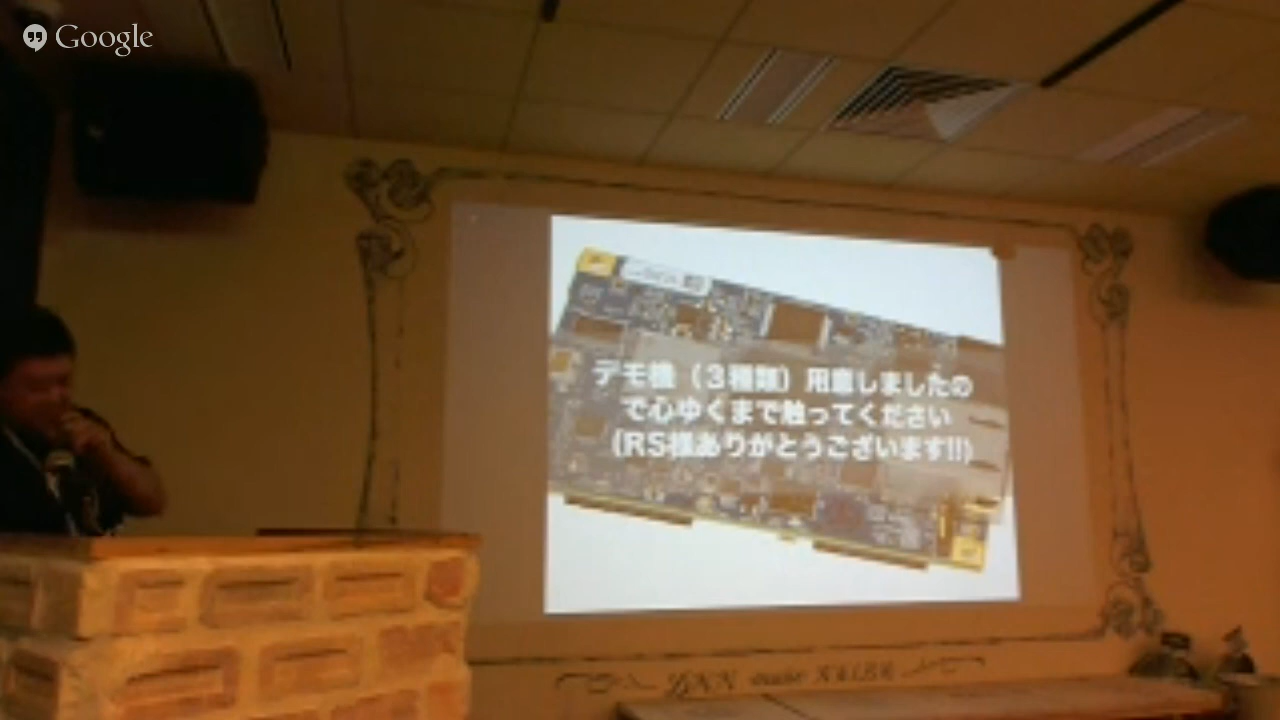 Google
デモ機（3種類）用意しましたの
で心ゆくまで触ってください
(RS様ありがとうございます!!)